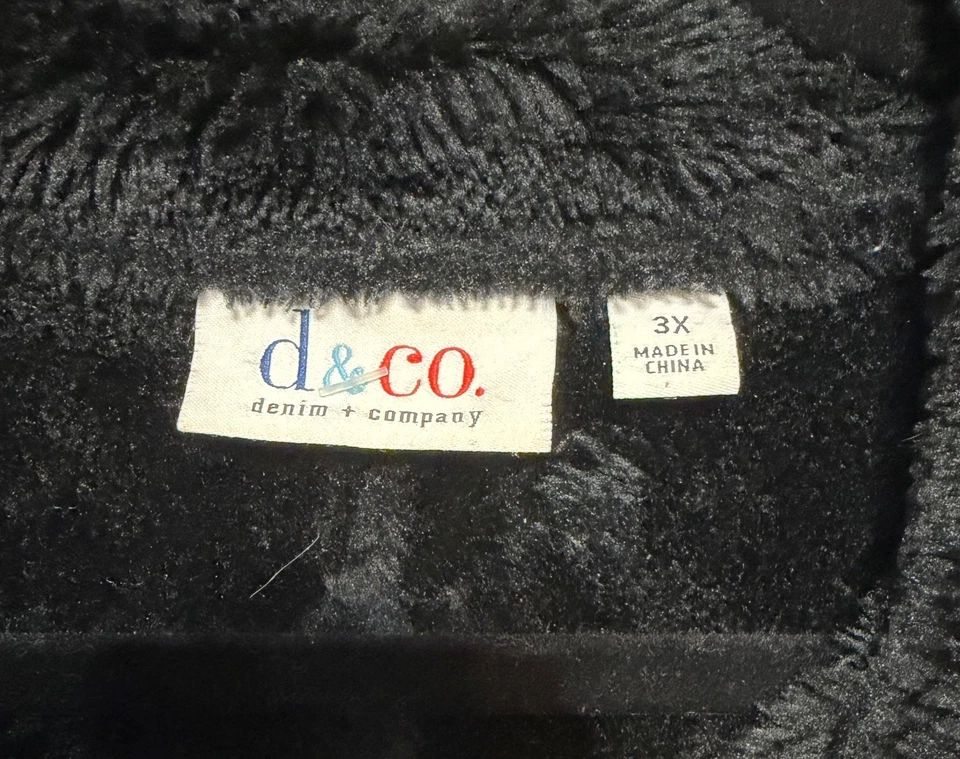 d&co.
denim + company
3X
MADE IN
CHINA